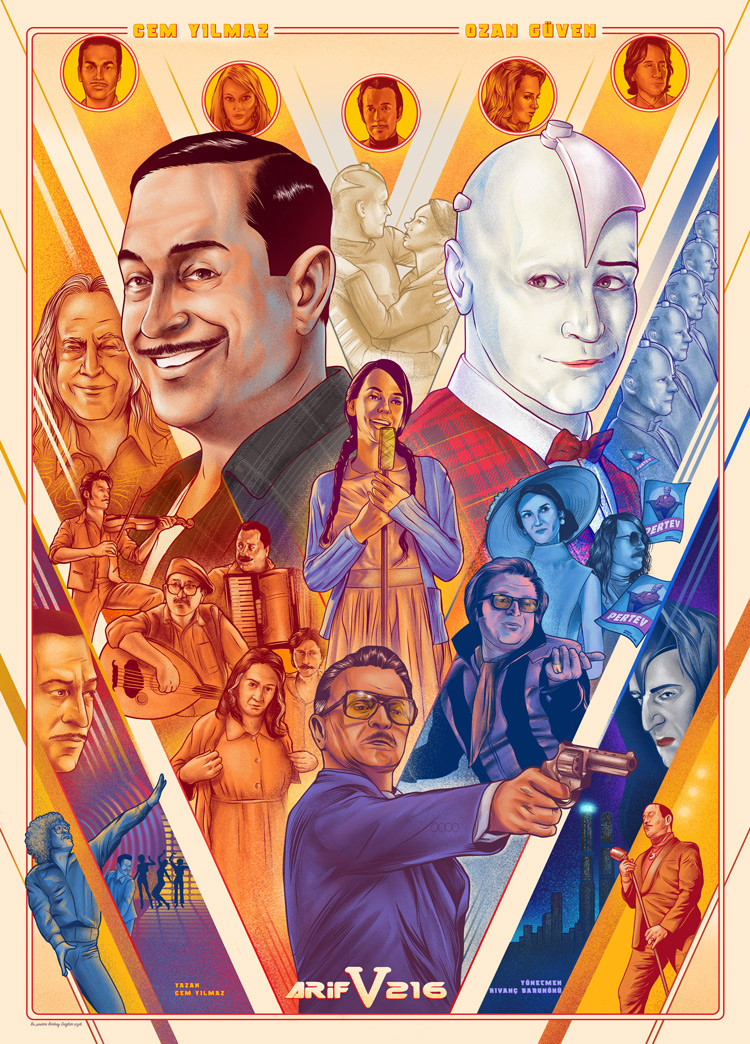 CEM YILMAZ
OZAN GÜVEN
PERTEV
PERTEV
YAZAN
CEM YILMAZ
ARİF V 216
YÖNETMEN
KIVANÇ BARUÖNÜ